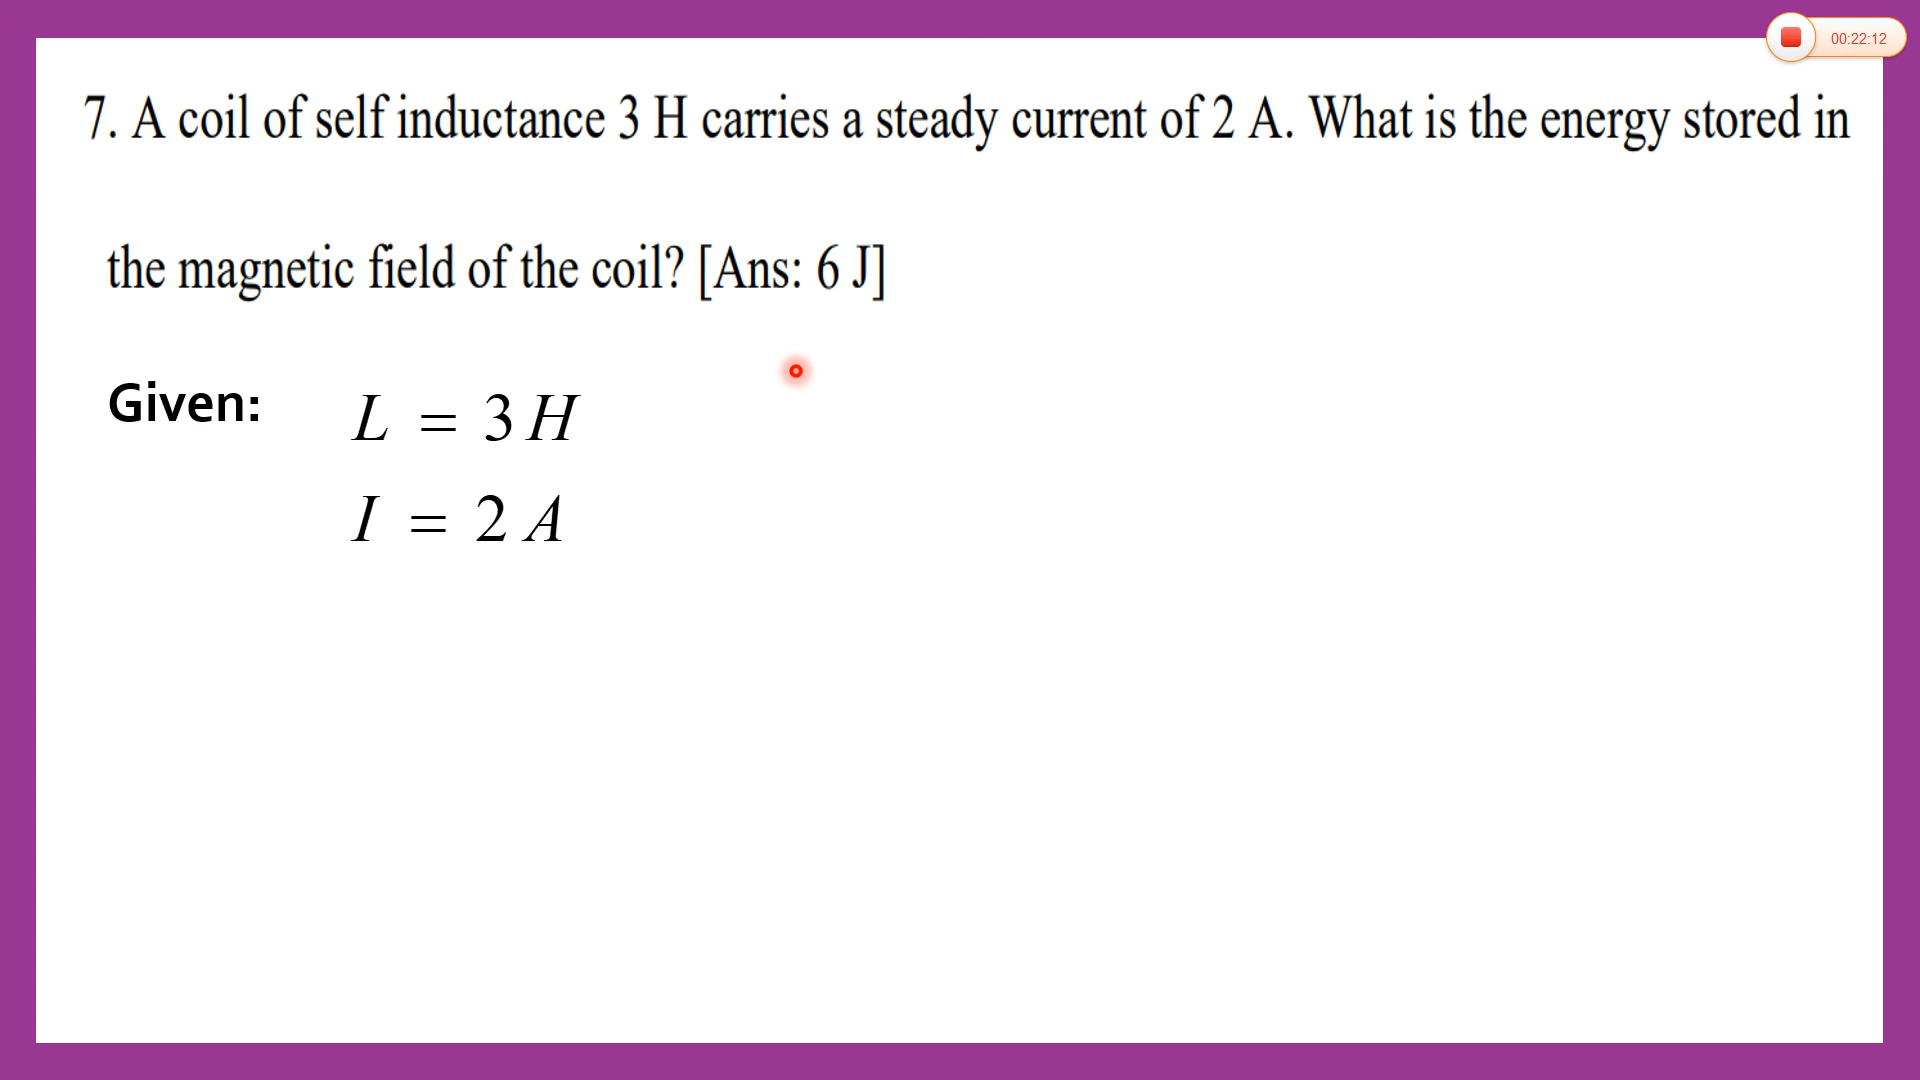 00:22:12
7. A coil of self inductance 3 H carries a steady current of 2 A. What is the energy stored in
the magnetic field of the coil? [Ans: 6 J]
Given:
L = 3 H
I = 2 A